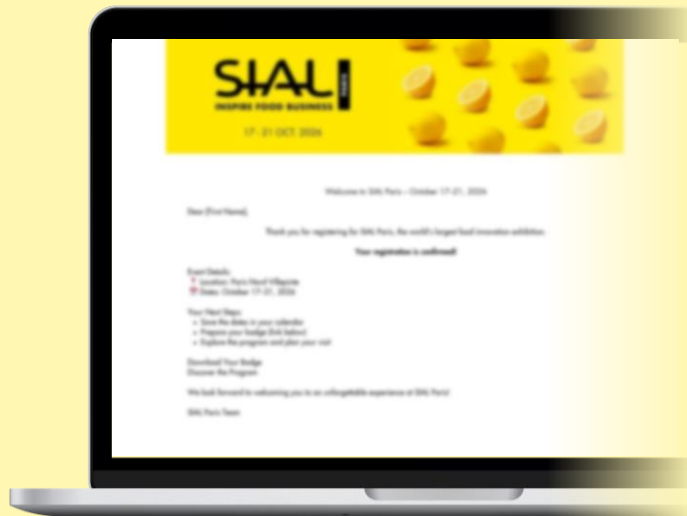 SIAL
PARIS
INSPIRE FOOD BUSINESS
17 - 21 OCT. 2026
Welcome to SIAL Paris – October 17-21, 2026
Dear [First Name],
Thank you for registering for SIAL Paris, the world's largest food innovation exhibition.
Your registration is confirmed!
Event Details:
Location: Paris Nord Villepinte
Dates: October 17-21, 2026
Your Next Steps:
Save the dates in your calendar
Prepare your badge (link below)
Explore the program and plan your visit
Download Your Badge
Discover the Program
We look forward to welcoming you to an unforgettable experience at SIAL Paris!
SIAL Paris Team